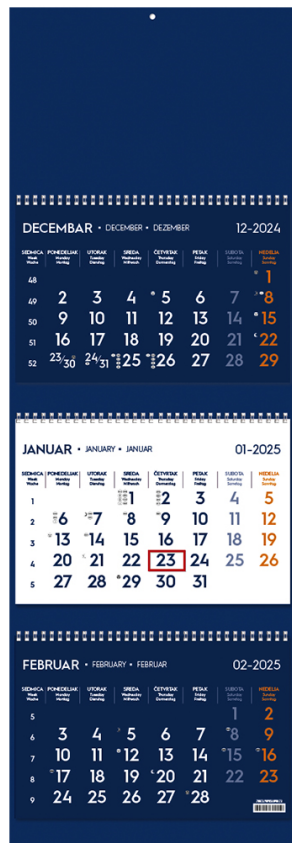 DECEMBAR • DECEMBER • DEZEMBER 12-2024
SEDMICA PONEDELJAK UTORAK SREDA ČETVRTAK PETAK SUBOTA NEDELJA
Week Monday Tuesday Wednesday Thursday Friday Saturday Sunday
Woche Montag Dienstag Mittwoch Donnerstag Freitag Samstag Sonntag
48 1
49 2 3 4 5 6 7 8
50 9 10 11 12 13 14 15
51 16 17 18 19 20 21 22
52 23/30 24/31 25 26 27 28 29
JANUAR • JANUARY • JANUAR 01-2025
SEDMICA PONEDELJAK UTORAK SREDA ČETVRTAK PETAK SUBOTA NEDELJA
Week Monday Tuesday Wednesday Thursday Friday Saturday Sunday
Woche Montag Dienstag Mittwoch Donnerstag Freitag Samstag Sonntag
1 1 2 3 4 5
2 6 7 8 9 10 11 12
3 13 14 15 16 17 18 19
4 20 21 22 23 24 25 26
5 27 28 29 30 31
FEBRUAR • FEBRUARY • FEBRUAR 02-2025
SEDMICA PONEDELJAK UTORAK SREDA ČETVRTAK PETAK SUBOTA NEDELJA
Week Monday Tuesday Wednesday Thursday Friday Saturday Sunday
Woche Montag Dienstag Mittwoch Donnerstag Freitag Samstag Sonntag
5 1 2
6 3 4 5 6 7 8 9
7 10 11 12 13 14 15 16
8 17 18 19 20 21 22 23
9 24 25 26 27 28